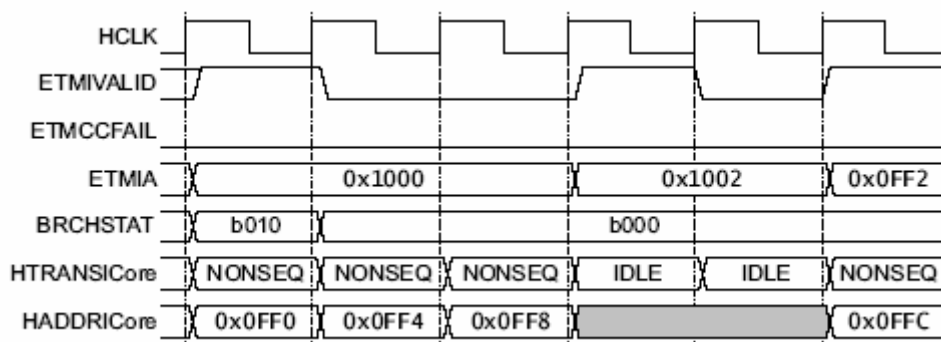 HCLK
ETMIVALID
ETMCCFAIL
ETMIA 0x1000 0x1002 0x0FF2
BRCHSTAT b010 b000
HTRANSICore NONSEQ NONSEQ NONSEQ IDLE IDLE NONSEQ
HADDRICore 0x0FF0 0x0FF4 0x0FF8 0x0FFC